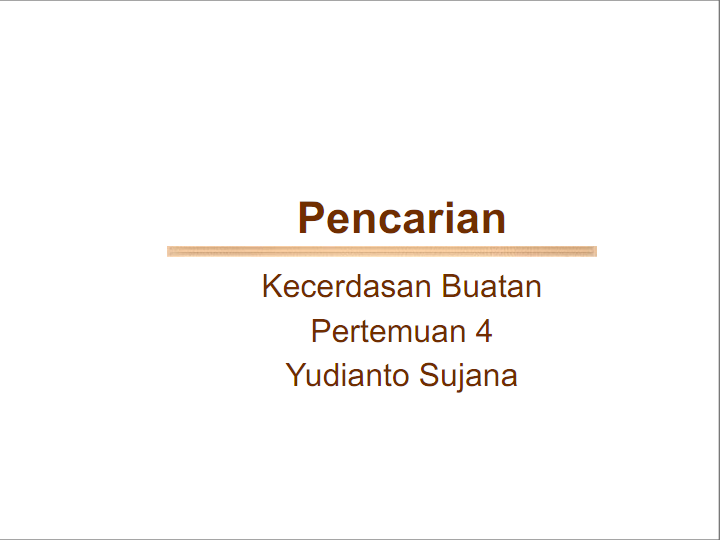 Pencarian
Kecerdasan Buatan
Pertemuan 4
Yudianto Sujana